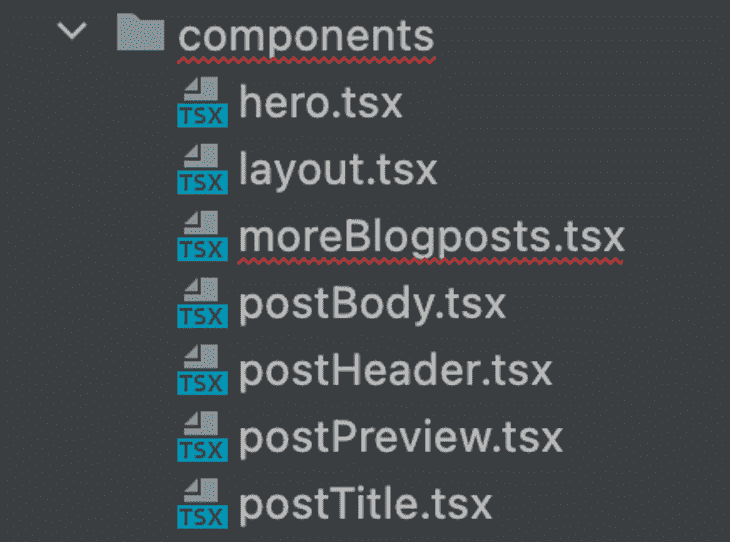 components
TSX hero.tsx
TSX layout.tsx
TSX moreBlogposts.tsx
TSX postBody.tsx
TSX postHeader.tsx
TSX postPreview.tsx
TSX postTitle.tsx